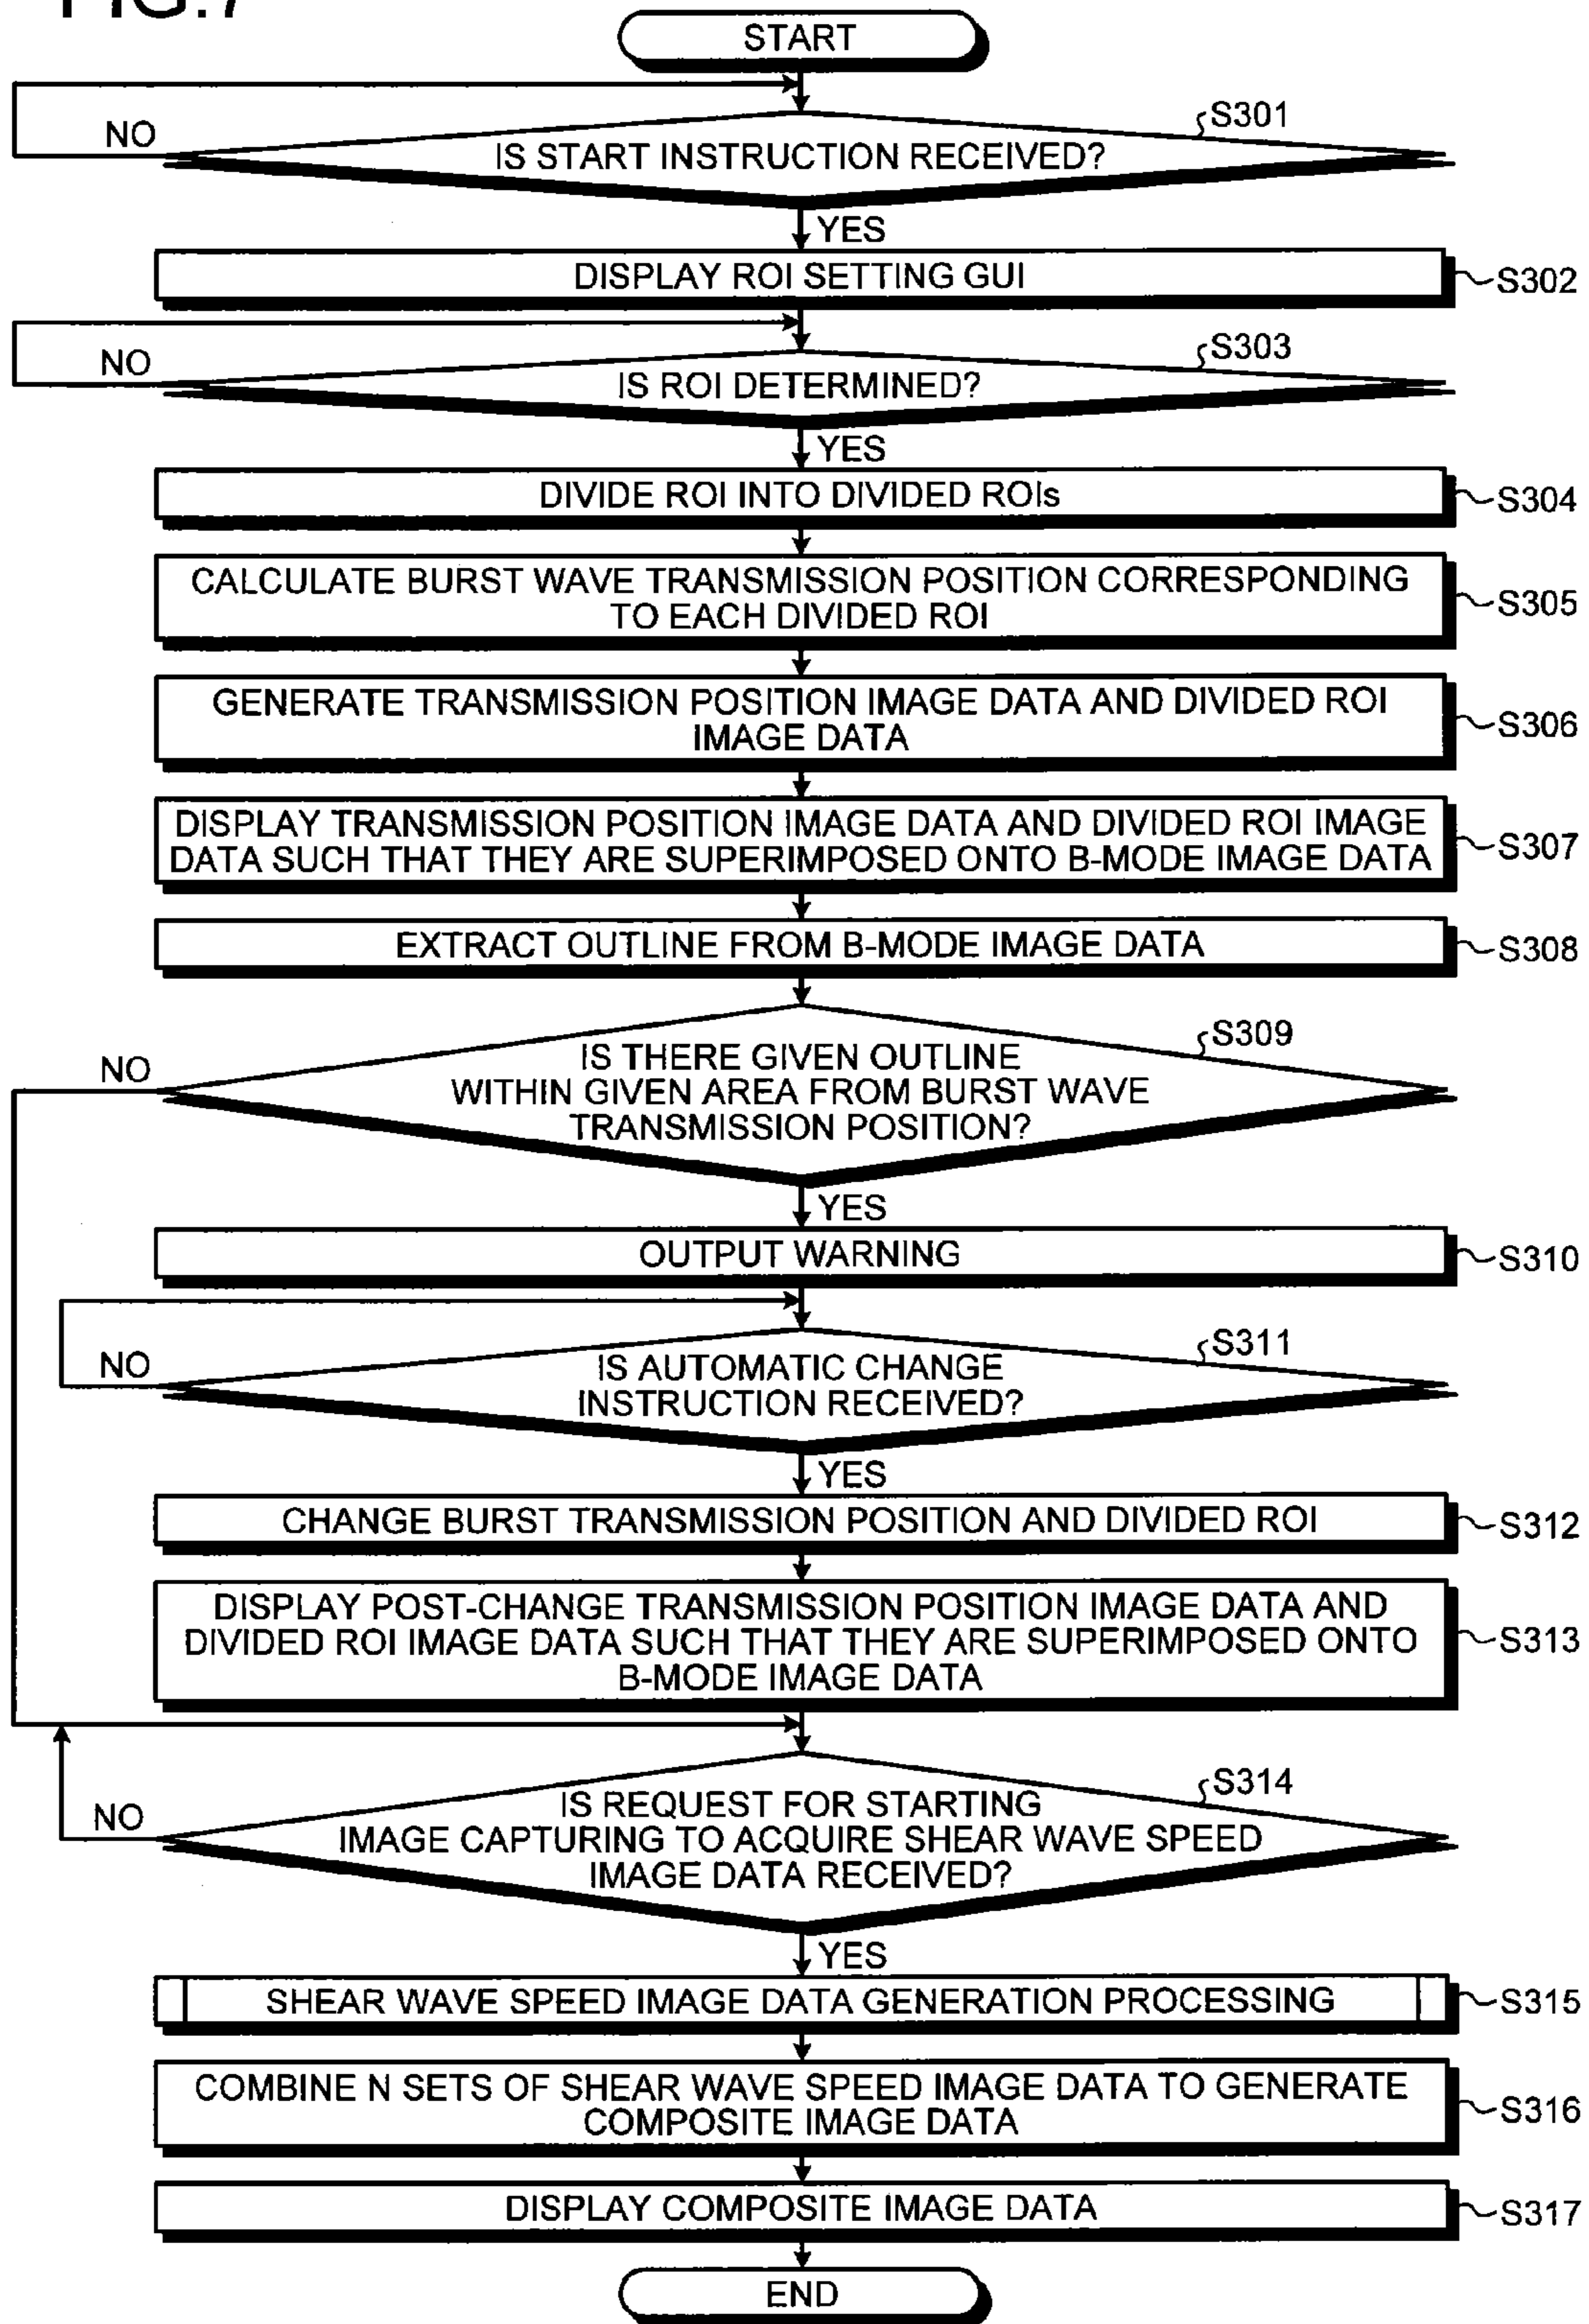 FIG.7
START
NO
S301
IS START INSTRUCTION RECEIVED?
YES
DISPLAY ROI SETTING GUI
S302
NO
S303
IS ROI DETERMINED?
YES
DIVIDE ROI INTO DIVIDED ROIs
S304
CALCULATE BURST WAVE TRANSMISSION POSITION CORRESPONDING
TO EACH DIVIDED ROI
S305
GENERATE TRANSMISSION POSITION IMAGE DATA AND DIVIDED ROI
IMAGE DATA
S306
DISPLAY TRANSMISSION POSITION IMAGE DATA AND DIVIDED ROI IMAGE
DATA SUCH THAT THEY ARE SUPERIMPOSED ONTO B-MODE IMAGE DATA
S307
EXTRACT OUTLINE FROM B-MODE IMAGE DATA
S308
NO
S309
IS THERE GIVEN OUTLINE
WITHIN GIVEN AREA FROM BURST WAVE
TRANSMISSION POSITION?
YES
OUTPUT WARNING
S310
NO
S311
IS AUTOMATIC CHANGE
INSTRUCTION RECEIVED?
YES
CHANGE BURST TRANSMISSION POSITION AND DIVIDED ROI
S312
DISPLAY POST-CHANGE TRANSMISSION POSITION IMAGE DATA AND
DIVIDED ROI IMAGE DATA SUCH THAT THEY ARE SUPERIMPOSED ONTO
B-MODE IMAGE DATA
S313
NO
S314
IS REQUEST FOR STARTING
IMAGE CAPTURING TO ACQUIRE SHEAR WAVE SPEED
IMAGE DATA RECEIVED?
YES
SHEAR WAVE SPEED IMAGE DATA GENERATION PROCESSING
S315
COMBINE N SETS OF SHEAR WAVE SPEED IMAGE DATA TO GENERATE
COMPOSITE IMAGE DATA
S316
DISPLAY COMPOSITE IMAGE DATA
S317
END